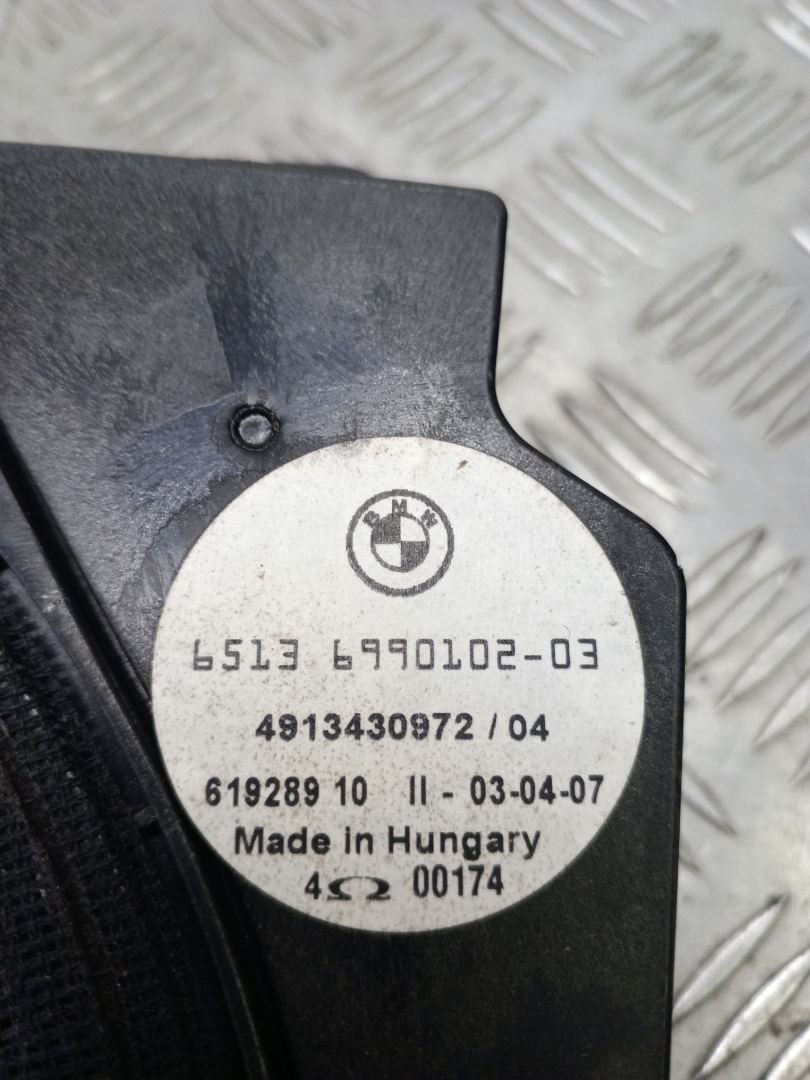 BMW
6513 6990102-03
4913430972 / 04
619289 10 II - 03-04-07
Made in Hungary
4Ω 00174